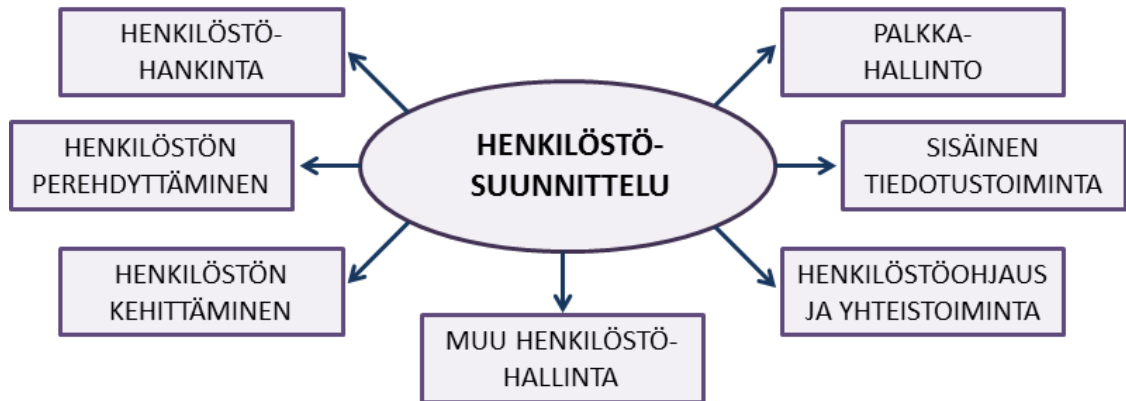 HENKILÖSTÖ-
HANKINTA
PALKKA-
HALLINTO
HENKILÖSTÖN
PEREHDYTTÄMINEN
HENKILÖSTÖ-
SUUNNITTELU
SISÄINEN
TIEDOTUSTOIMINTA
HENKILÖSTÖN
KEHITTÄMINEN
MUU HENKILÖSTÖ-
HALLINTA
HENKILÖSTÖOHJAUS
JA YHTEISTOIMINTA